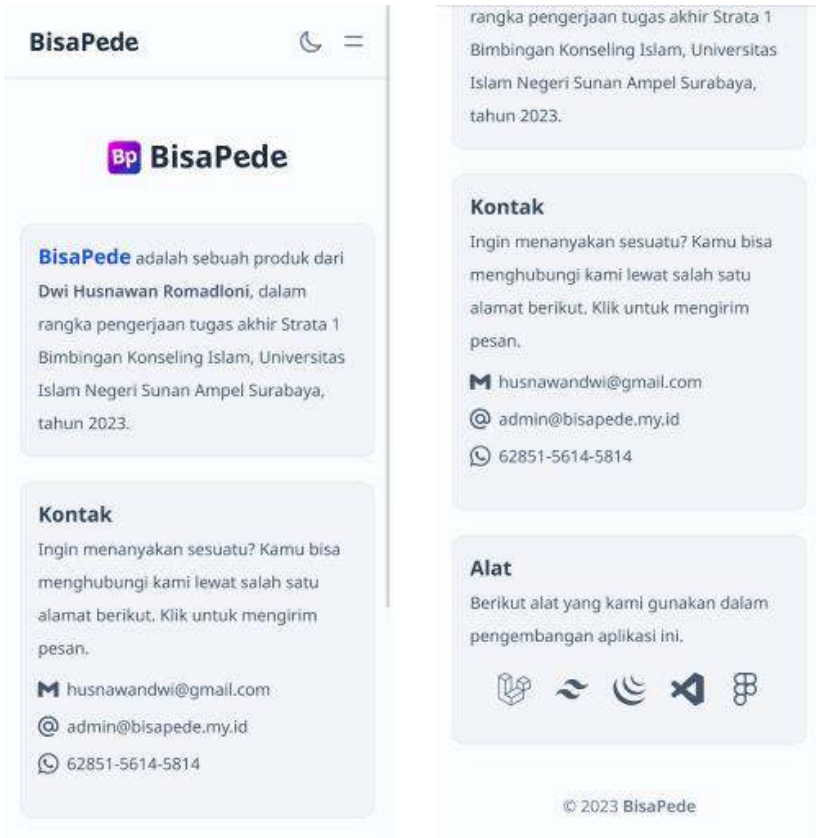 BisaPede
Bp BisaPede
BisaPede adalah sebuah produk dari
Dwi Husnawan Romadloni, dalam
rangka pengerjaan tugas akhir Strata 1
Bimbingan Konseling Islam, Universitas
Islam Negeri Sunan Ampel Surabaya,
tahun 2023.
Kontak
Ingin menanyakan sesuatu? Kamu bisa
menghubungi kami lewat salah satu
alamat berikut. Klik untuk mengirim
pesan.
husnawandwi@gmail.com
admin@bisapede.my.id
62851-5614-5814
rangka pengerjaan tugas akhir Strata 1
Bimbingan Konseling Islam, Universitas
Islam Negeri Sunan Ampel Surabaya,
tahun 2023.
Kontak
Ingin menanyakan sesuatu? Kamu bisa
menghubungi kami lewat salah satu
alamat berikut. Klik untuk mengirim
pesan.
husnawandwi@gmail.com
admin@bisapede.my.id
62851-5614-5814
Alat
Berikut alat yang kami gunakan dalam
pengembangan aplikasi ini.
© 2023 BisaPede